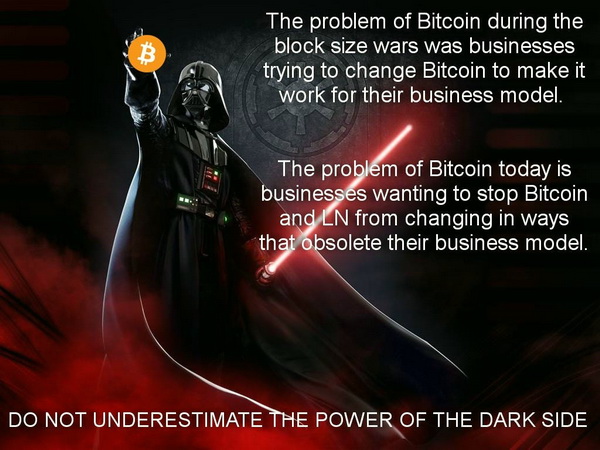 The problem of Bitcoin during the
block size wars was businesses
trying to change Bitcoin to make it
work for their business model.
The problem of Bitcoin today is
businesses wanting to stop Bitcoin
and LN from changing in ways
that obsolete their business model.
DO NOT UNDERESTIMATE THE POWER OF THE DARK SIDE